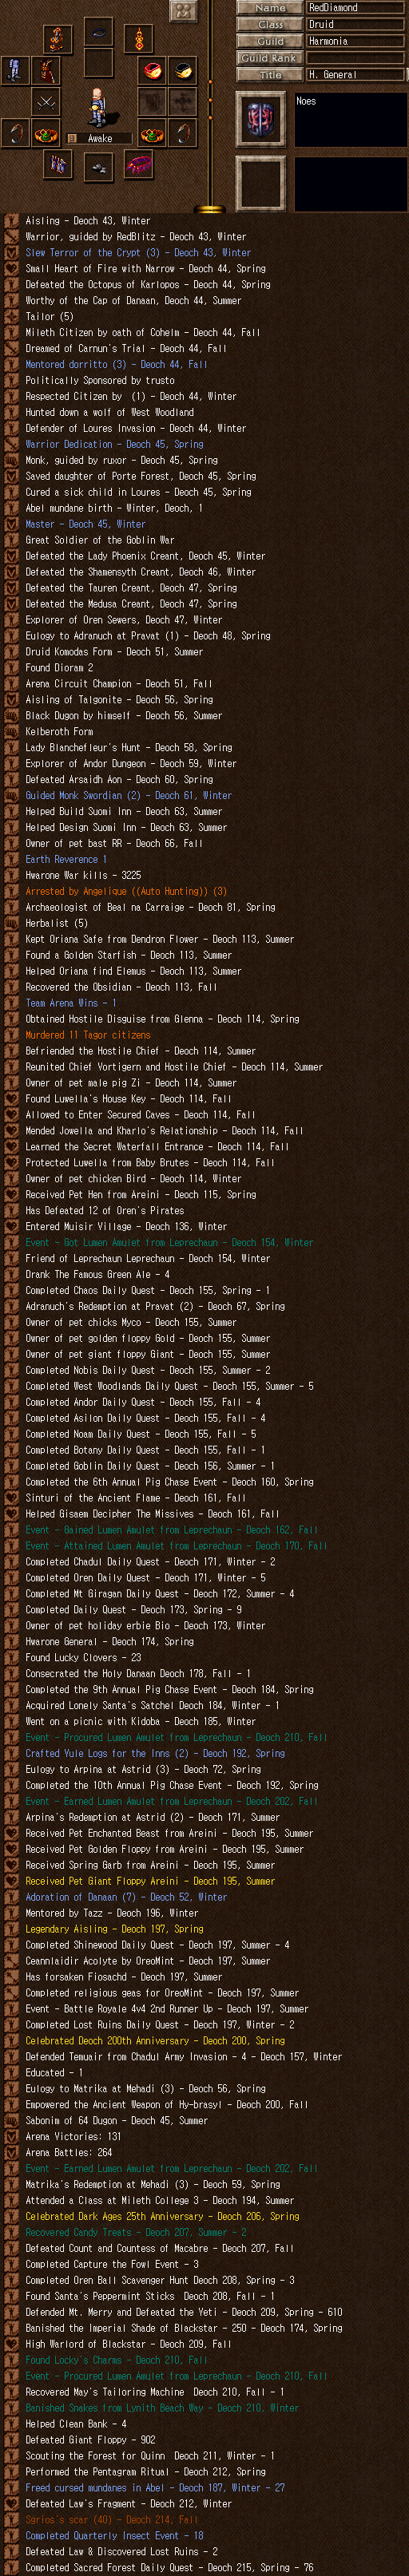 Name RedDiamond
Class Druid
Guild Harmonia
Guild Rank
Title H. General
Awake
Noes
Aisling - Deoch 43, Winter
Warrior, guided by RedBlitz - Deoch 43, Winter
Slew Terror of the Crypt (3) - Deoch 43, Winter
Small Heart of Fire with Narrow - Deoch 44, Spring
Defeated the Octopus of Karlopos - Deoch 44, Spring
Worthy of the Cap of Danaan, Deoch 44, Summer
Tailor (5)
Mileth Citizen by oath of Cohelm - Deoch 44, Fall
Dreamed of Carnun's Trial - Deoch 44, Fall
Mentored dorritto (3) - Deoch 44, Fall
Politically Sponsored by trusto
Respected Citizen by  (1) - Deoch 44, Winter
Hunted down a wolf of West Woodland
Defender of Loures Invasion - Deoch 44, Winter
Warrior Dedication - Deoch 45, Spring
Monk, guided by ruxor - Deoch 45, Spring
Saved daughter of Porte Forest, Deoch 45, Spring
Cured a sick child in Loures - Deoch 45, Spring
Abel mundane birth - Winter, Deoch, 1
Master - Deoch 45, Winter
Great Soldier of the Goblin War
Defeated the Lady Phoenix Creant, Deoch 45, Winter
Defeated the Shamensyth Creant, Deoch 46, Winter
Defeated the Tauren Creant, Deoch 47, Spring
Defeated the Medusa Creant, Deoch 47, Spring
Explorer of Oren Sewers, Deoch 47, Winter
Eulogy to Adranuch at Pravat (1) - Deoch 48, Spring
Druid Komodas Form - Deoch 51, Summer
Found Dioram 2
Arena Circuit Champion - Deoch 51, Fall
Aisling of Talgonite - Deoch 56, Spring
Black Dugon by himself - Deoch 56, Summer
Kelberoth Form
Lady Blanchefleur's Hunt - Deoch 58, Spring
Explorer of Andor Dungeon - Deoch 59, Winter
Defeated Arsaidh Aon - Deoch 60, Spring
Guided Monk Swordian (2) - Deoch 61, Winter
Helped Build Suomi Inn - Deoch 63, Summer
Helped Design Suomi Inn - Deoch 63, Summer
Owner of pet bast RR - Deoch 66, Fall
Earth Reverence 1
Hwarone War kills - 3225
Arrested by Angelique ((Auto Hunting)) (3)
Archaeologist of Beal na Carraige - Deoch 81, Spring
Herbalist (5)
Kept Oriana Safe from Dendron Flower - Deoch 113, Summer
Found a Golden Starfish - Deoch 113, Summer
Helped Oriana find Elemus - Deoch 113, Summer
Recovered the Obsidian - Deoch 113, Fall
Team Arena Wins - 1
Obtained Hostile Disguise from Glenna - Deoch 114, Spring
Murdered 11 Tagor citizens
Befriended the Hostile Chief - Deoch 114, Summer
Reunited Chief Vortigern and Hostile Chief - Deoch 114, Summer
Owner of pet male pig Zi - Deoch 114, Summer
Found Luwella's House Key - Deoch 114, Fall
Allowed to Enter Secured Caves - Deoch 114, Fall
Mended Jowella and Kharlo's Relationship - Deoch 114, Fall
Learned the Secret Waterfall Entrance - Deoch 114, Fall
Protected Luvella from Baby Brutes - Deoch 114, Fall
Owner of pet chicken Bird - Deoch 114, Winter
Received Pet Hen from Areini - Deoch 115, Spring
Has Defeated 12 of Oren's Pirates
Entered Muisir Village - Deoch 136, Winter
Event - Got Lumen Amulet from Leprechaun - Deoch 154, Winter
Friend of Leprechaun Leprechaun - Deoch 154, Winter
Drank The Famous Green Ale - 4
Completed Chaos Daily Quest - Deoch 155, Spring - 1
Adranuch's Redemption at Pravat (2) - Deoch 67, Spring
Owner of pet chicks Myco - Deoch 155, Summer
Owner of pet golden floppy Gold - Deoch 155, Summer
Owner of pet giant floppy Giant - Deoch 155, Summer
Completed Nobis Daily Quest - Deoch 155, Summer - 2
Completed West Woodlands Daily Quest - Deoch 155, Summer - 5
Completed Andor Daily Quest - Deoch 155, Fall - 4
Completed Asilon Daily Quest - Deoch 155, Fall - 4
Completed Noam Daily Quest - Deoch 155, Fall - 5
Completed Botany Daily Quest - Deoch 155, Fall - 1
Completed Goblin Daily Quest - Deoch 156, Summer - 1
Completed the 6th Annual Pig Chase Event - Deoch 160, Spring
Sinturi of the Ancient Flame - Deoch 161, Fall
Helped Gisaem Decipher The Missives - Deoch 161, Fall
Event - Gained Lumen Amulet from Leprechaun - Deoch 162, Fall
Event - Attained Lumen Amulet from Leprechaun - Deoch 170, Fall
Completed Chadul Daily Quest - Deoch 171, Winter - 2
Completed Oren Daily Quest - Deoch 171, Winter - 5
Completed Mt Giragan Daily Quest - Deoch 172, Summer - 4
Completed Daily Quest - Deoch 173, Spring - 9
Owner of pet holiday erbie Bio - Deoch 173, Winter
Hwarone General - Deoch 174, Spring
Found Lucky Clovers - 23
Consecrated the Holy Danaan Deoch 178, Fall - 1
Completed the 9th Annual Pig Chase Event - Deoch 184, Spring
Acquired Lonely Santa's Satchel Deoch 184, Winter - 1
Went on a picnic with Kidoba - Deoch 185, Winter
Event - Procured Lumen Amulet from Leprechaun - Deoch 210, Fall
Crafted Yule Logs for the Inns (2) - Deoch 192, Spring
Eulogy to Arpina at Astrid (3) - Deoch 72, Spring
Completed the 10th Annual Pig Chase Event - Deoch 192, Spring
Event - Earned Lumen Amulet from Leprechaun - Deoch 202, Fall
Arpina's Redemption at Astrid (2) - Deoch 171, Summer
Received Pet Enchanted Beast from Areini - Deoch 195, Summer
Received Pet Golden Floppy from Areini - Deoch 195, Summer
Received Spring Garb from Areini - Deoch 195, Summer
Received Pet Giant Floppy Areini - Deoch 195, Summer
Adoration of Danaan (7) - Deoch 52, Winter
Mentored by Tazz - Deoch 196, Winter
Legendary Aisling - Deoch 197, Spring
Completed Shinewood Daily Quest - Deoch 197, Summer - 4
Ceannlaidir Acolyte by OreoMint - Deoch 197, Summer
Has forsaken Fiosachd - Deoch 197, Summer
Completed religious geas for OreoMint - Deoch 197, Summer
Event - Battle Royale 4v4 2nd Runner Up - Deoch 197, Summer
Completed Lost Ruins Daily Quest - Deoch 197, Winter - 2
Celebrated Deoch 200th Anniversary - Deoch 200, Spring
Defended Temuair from Chadul Army Invasion - 4 - Deoch 157, Winter
Educated - 1
Eulogy to Matrika at Mehadi (3) - Deoch 56, Spring
Empowered the Ancient Weapon of Hy-brasyl - Deoch 200, Fall
Sabonim of 64 Dugon - Deoch 45, Summer
Arena Victories: 131
Arena Battles: 264
Event - Earned Lumen Amulet from Leprechaun - Deoch 202, Fall
Matrika's Redemption at Mehadi (3) - Deoch 59, Spring
Attended a Class at Mileth College 3 - Deoch 194, Summer
Celebrated Dark Ages 25th Anniversary - Deoch 206, Spring
Recovered Candy Treats - Deoch 207, Summer - 2
Defeated Count and Countess of Macabre - Deoch 207, Fall
Completed Capture the Fowl Event - 3
Completed Oren Ball Scavenger Hunt Deoch 208, Spring - 3
Found Santa's Peppermint Sticks  Deoch 208, Fall - 1
Defended Mt. Merry and Defeated the Yeti - Deoch 209, Spring - 610
Banished the Imperial Shade of Blackstar - 250 - Deoch 174, Spring
High Warlord of Blackstar - Deoch 209, Fall
Found Locky's Charms - Deoch 210, Fall
Event - Procured Lumen Amulet from Leprechaun - Deoch 210, Fall
Recovered May's Tailoring Machine  Deoch 210, Fall - 1
Banished Snakes from Lynith Beach Way - Deoch 210, Winter
Helped Clean Bank - 4
Defeated Giant Floppy - 902
Scouting the Forest for Quinn  Deoch 211, Winter - 1
Performed the Pentagram Ritual - Deoch 212, Spring
Freed cursed mundanes in Abel - Deoch 187, Winter - 27
Defeated Law's Fragment - Deoch 212, Winter
Sgrios's scar (40) - Deoch 214, Fall
Completed Quarterly Insect Event - 18
Defeated Law & Discovered Lost Ruins - 2
Completed Sacred Forest Daily Quest - Deoch 215, Spring - 76